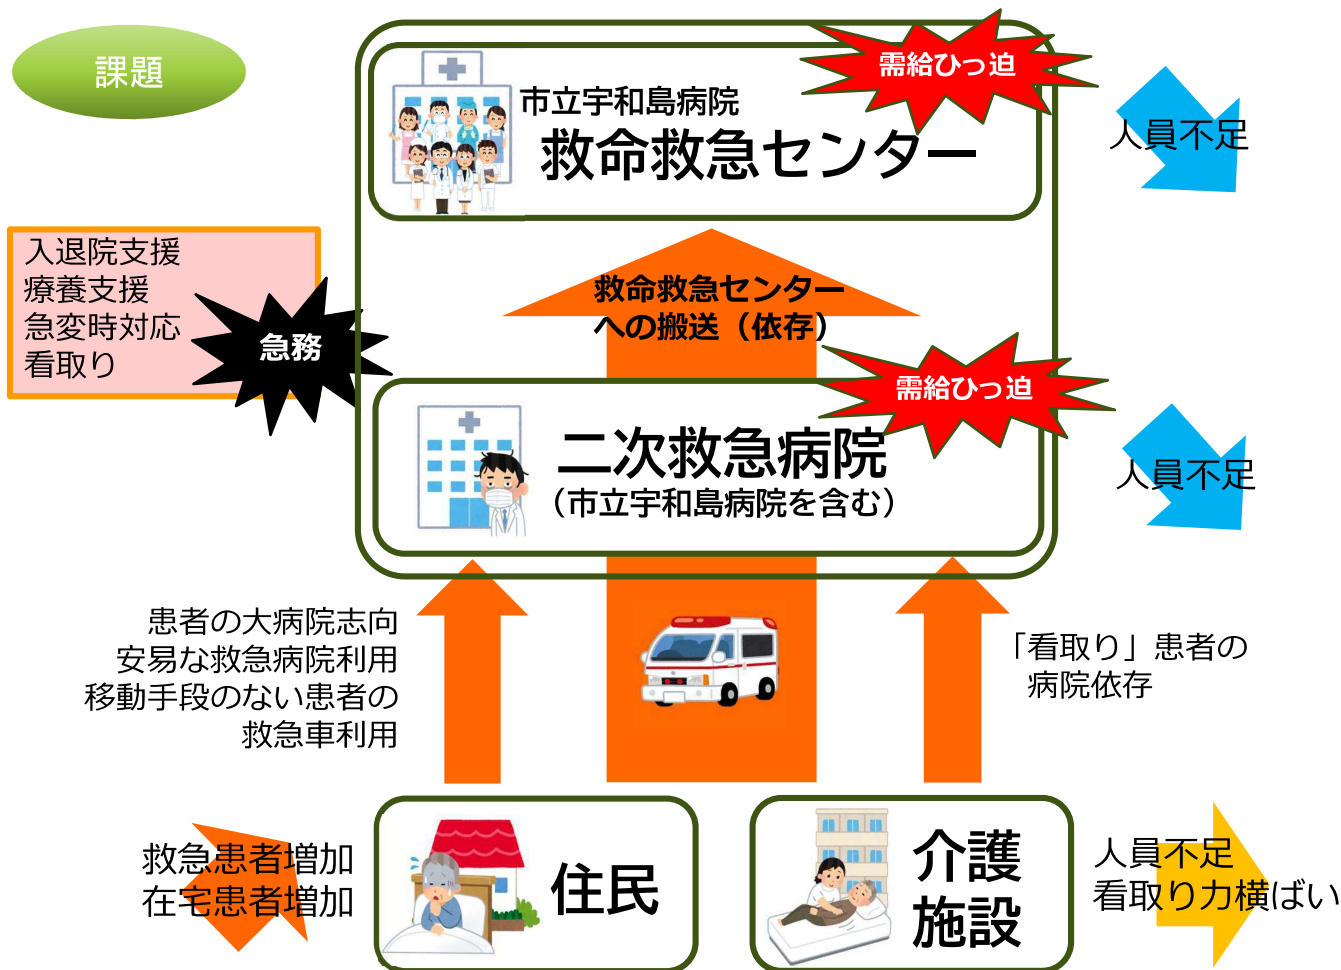 課題
需給ひっ迫
市立宇和島病院
救命救急センター
人員不足
入退院支援
療養支援
急変時対応
看取り
急務
救命救急センター
への搬送（依存）
需給ひっ迫
二次救急病院
（市立宇和島病院を含む）
人員不足
患者の大病院志向
安易な救急病院利用
移動手段のない患者の
救急車利用
「看取り」患者の
病院依存
救急患者増加
在宅患者増加
住民
介護
施設
人員不足
看取り力横ばい